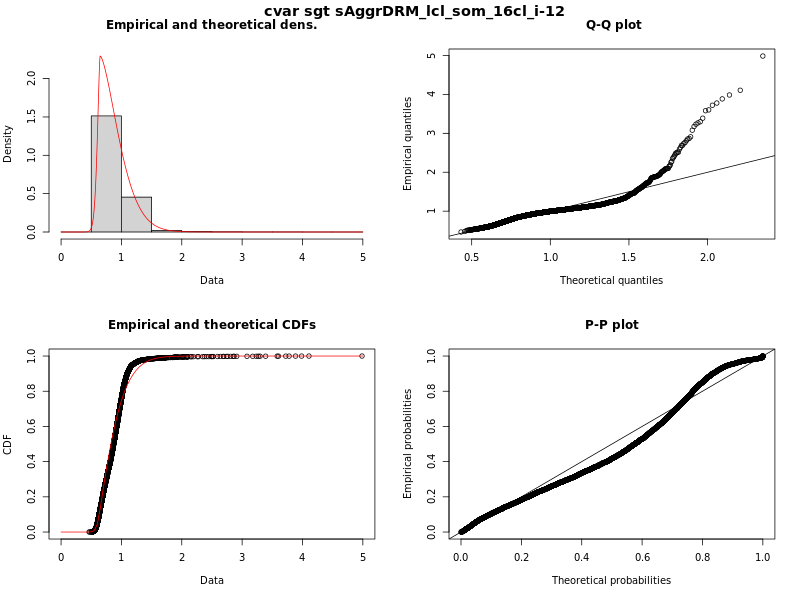 cvar sgt sAggrDRM_lcl_som_16cl_i-12
Empirical and theoretical dens.
Density
0.0 0.5 1.0 1.5 2.0
0 1 2 3 4 5
Data
Q-Q plot
Empirical quantiles
1 2 3 4 5
0.5 1.0 1.5 2.0
Theoretical quantiles
Empirical and theoretical CDFs
CDF
0.0 0.2 0.4 0.6 0.8 1.0
0 1 2 3 4 5
Data
P-P plot
Empirical probabilities
0.0 0.2 0.4 0.6 0.8 1.0
0.0 0.2 0.4 0.6 0.8 1.0
Theoretical probabilities